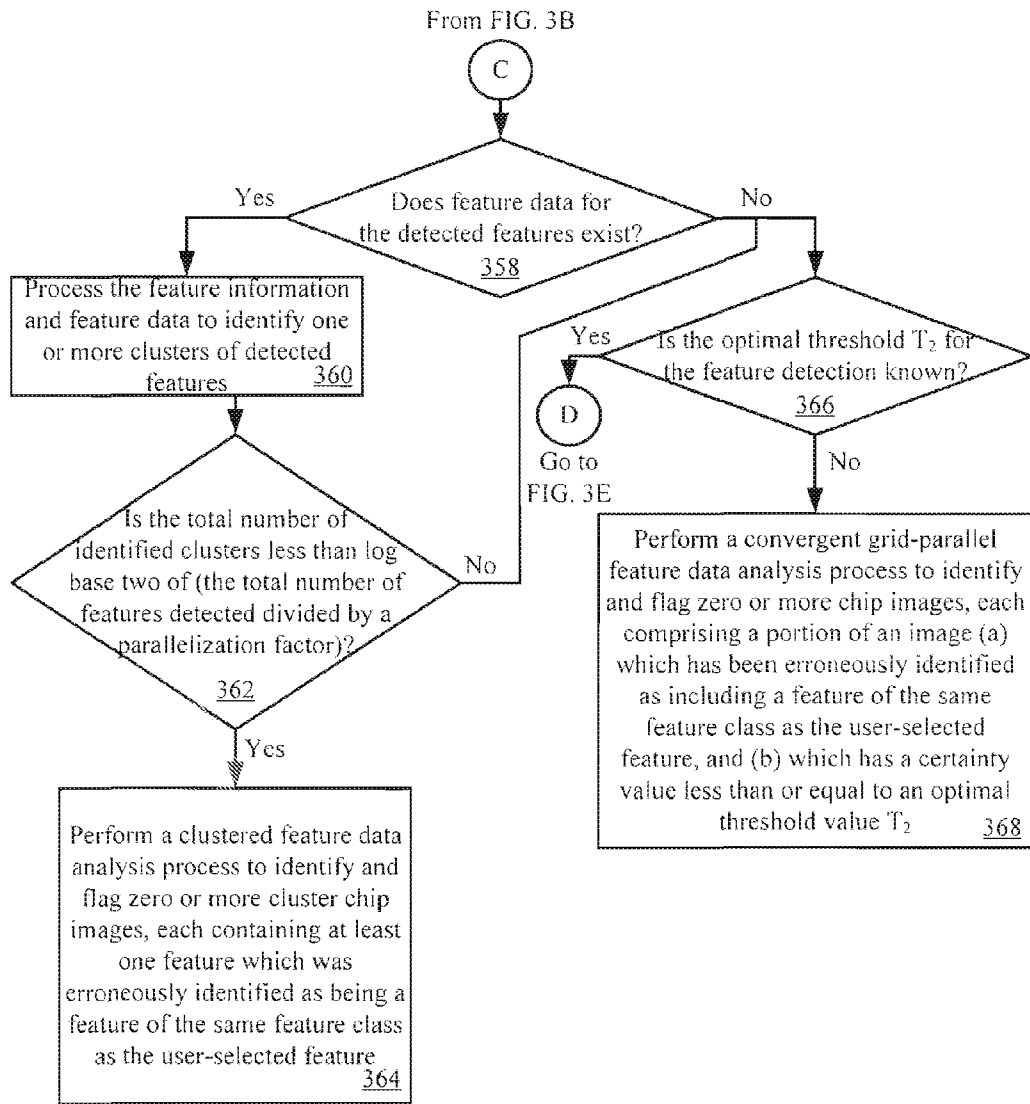 From FIG. 3B
C
Yes
No
Does feature data for
the detected features exist?
358
Process the feature information
and feature data to identify one
or more clusters of detected
features
360
Yes
Is the optimal threshold T₂ for
the feature detection known?
366
D
Go to
FIG. 3E
No
Is the total number of
identified clusters less than log
base two of (the total number of
features detected divided by a
parallelization factor)?
362
No
Yes
Perform a convergent grid-parallel
feature data analysis process to identify
and flag zero or more chip images, each
comprising a portion of an image (a)
which has been erroneously identified
as including a feature of the same
feature class as the user-selected
feature, and (b) which has a certainty
value less than or equal to an optimal
threshold value T₂
368
Perform a clustered feature data
analysis process to identify and
flag zero or more cluster chip
images, each containing at least
one feature which was
erroneously identified as being a
feature of the same feature class
as the user-selected feature
364